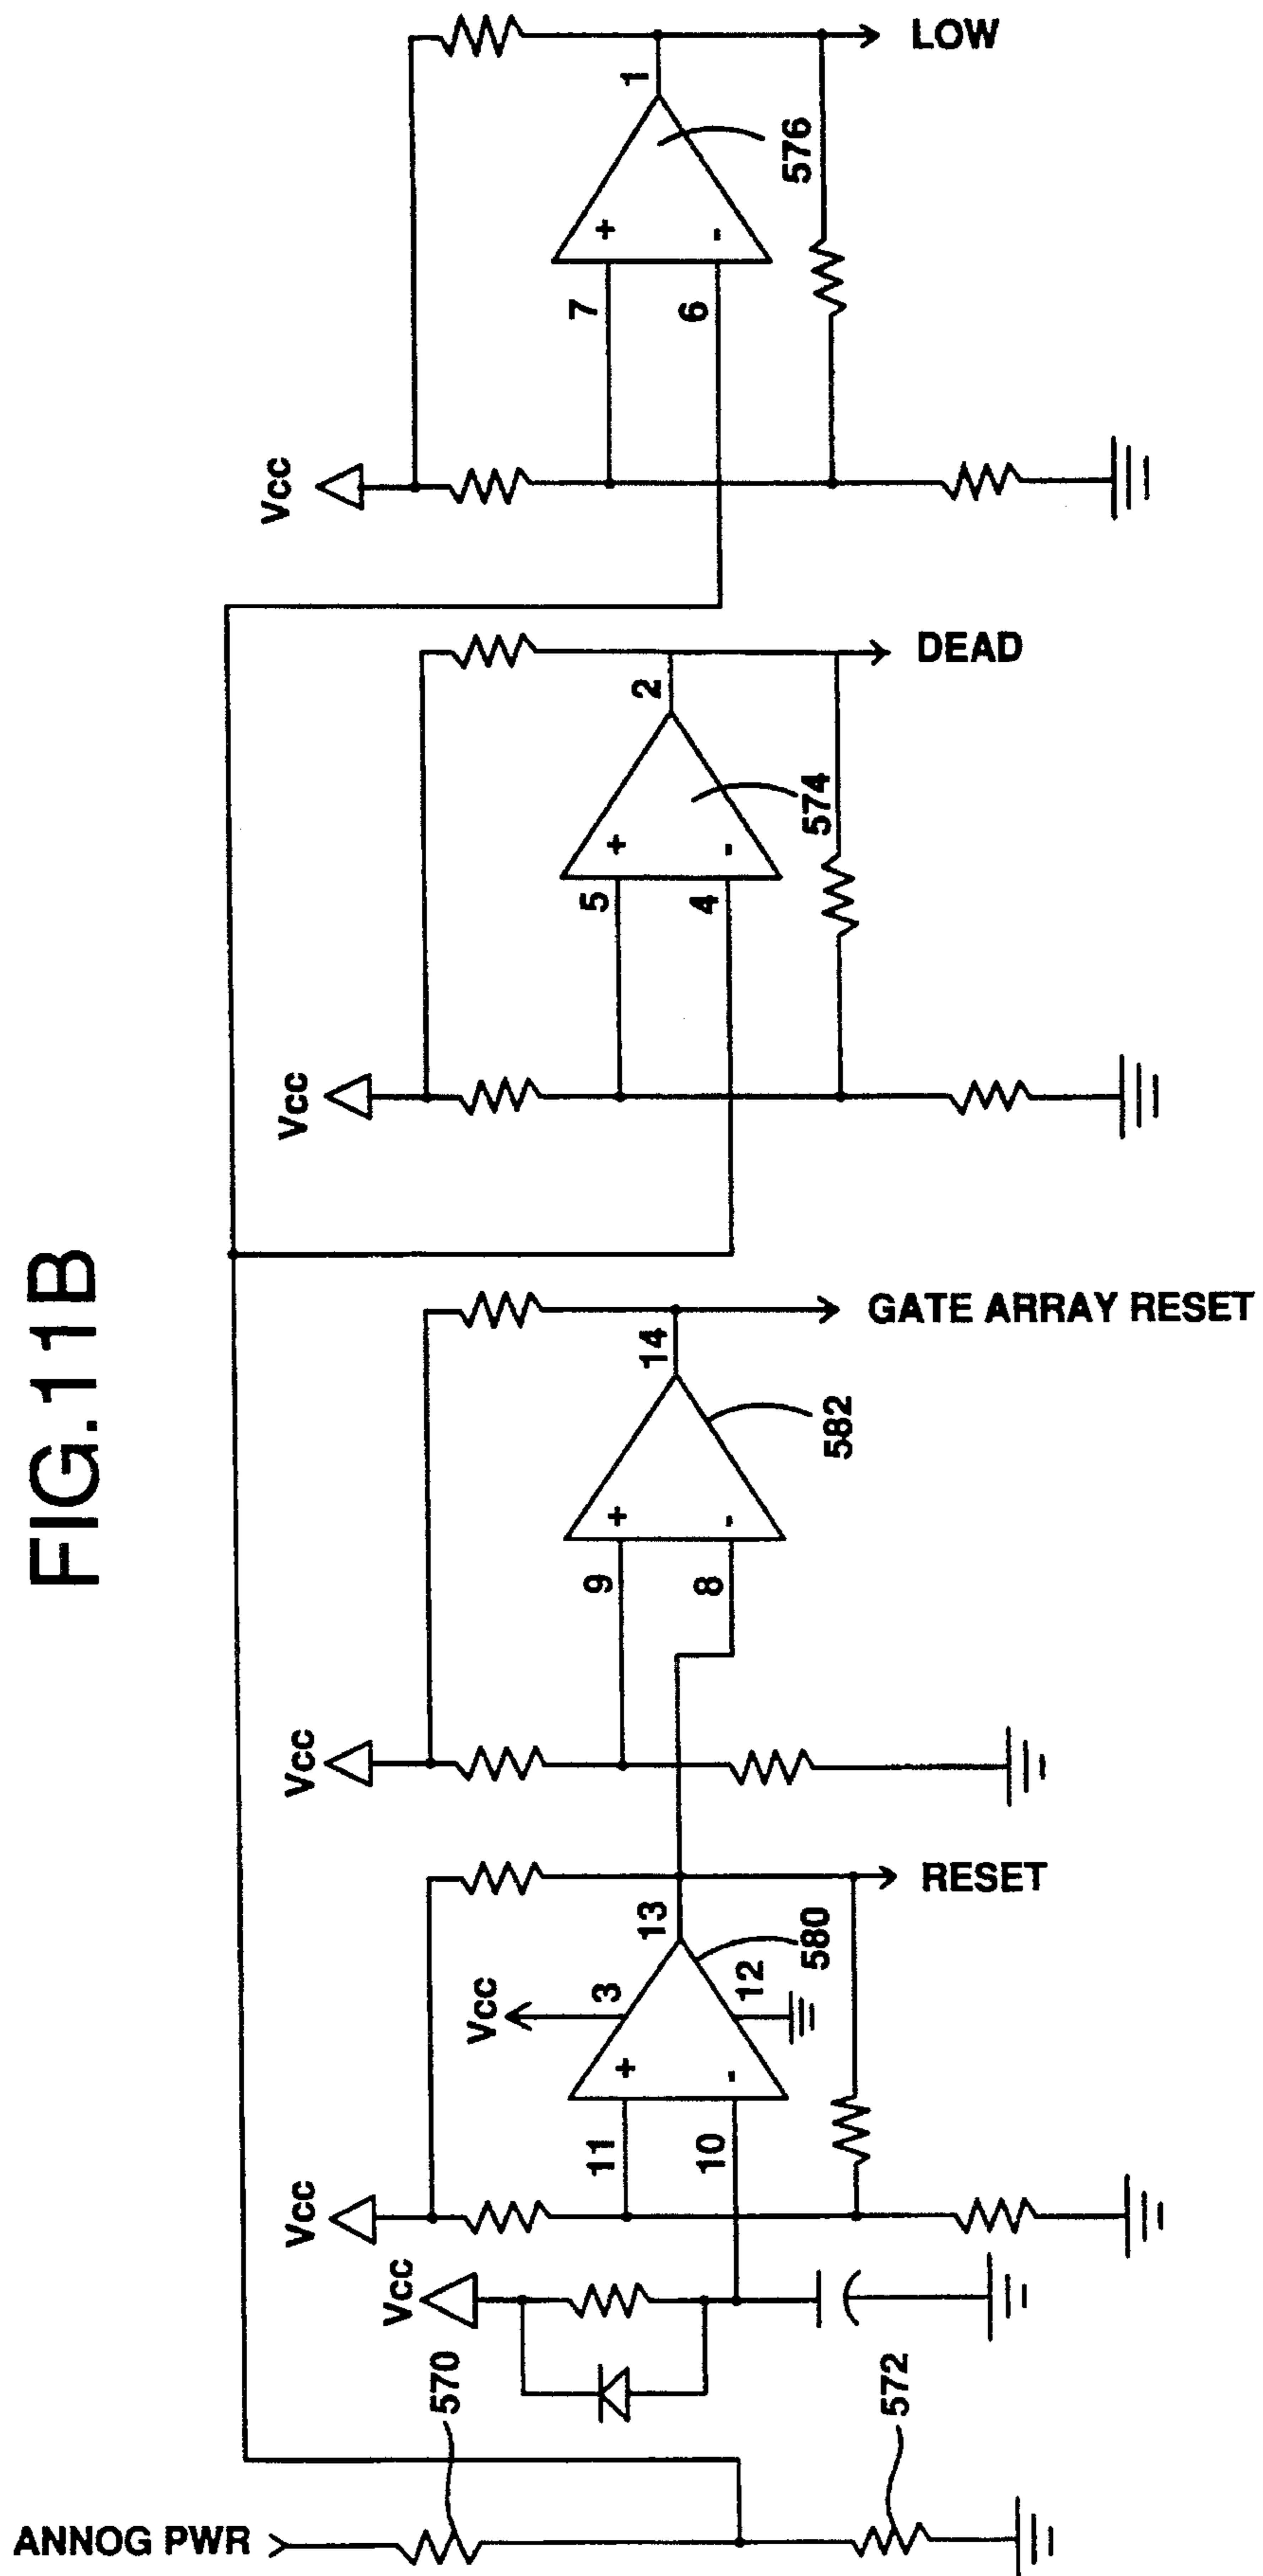 FIG.11B
ANNOG PWR
570
572
Vcc
Vcc
11
10
+
-
Vcc
3
12
13
580
RESET
Vcc
9
8
+
-
14
582
GATE ARRAY RESET
Vcc
5
4
+
-
2
574
DEAD
Vcc
7
6
+
-
1
576
LOW